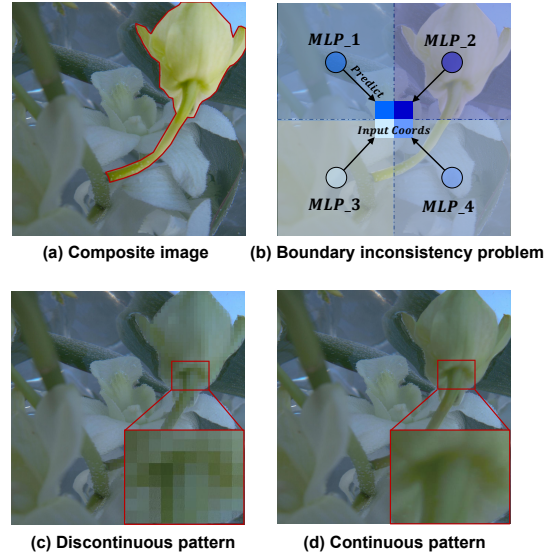 MLP_1
MLP_2
Predict
Input Coords
MLP_3
MLP_4
(a) Composite image
(b) Boundary inconsistency problem
(c) Discontinuous pattern
(d) Continuous pattern